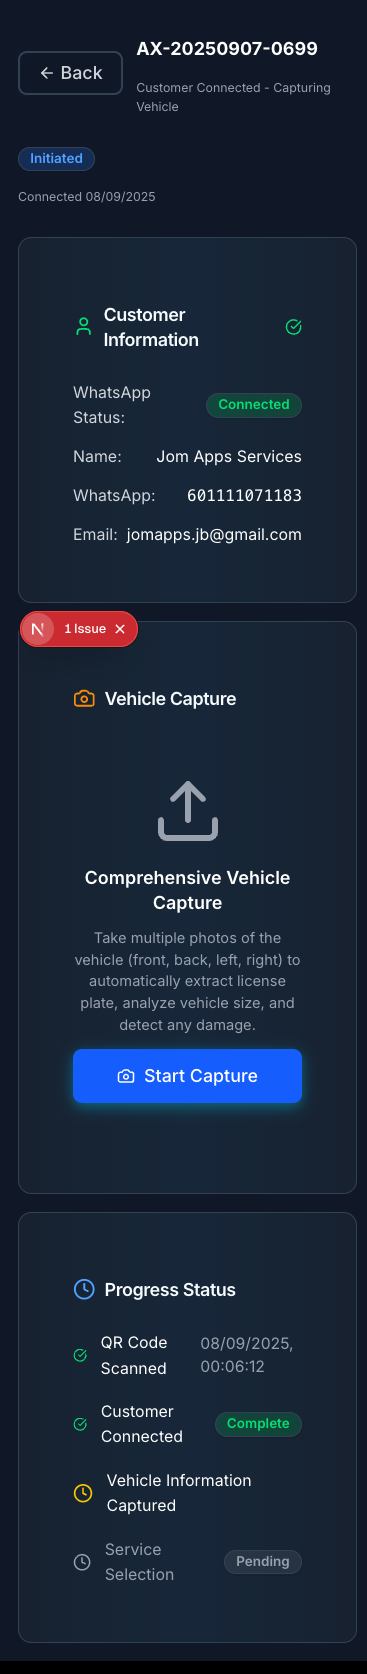 ← Back
AX-20250907-0699
Customer Connected - Capturing
Vehicle
Initiated
Connected 08/09/2025
Customer
Information
WhatsApp
Status:
Connected
Name: Jom Apps Services
WhatsApp: 601111071183
Email: jomapps.jb@gmail.com
N 1 Issue ×
Vehicle Capture
Comprehensive Vehicle
Capture
Take multiple photos of the
vehicle (front, back, left, right) to
automatically extract license
plate, analyze vehicle size, and
detect any damage.
Start Capture
Progress Status
QR Code
Scanned
08/09/2025,
00:06:12
Customer
Connected
Complete
Vehicle Information
Captured
Service
Selection
Pending